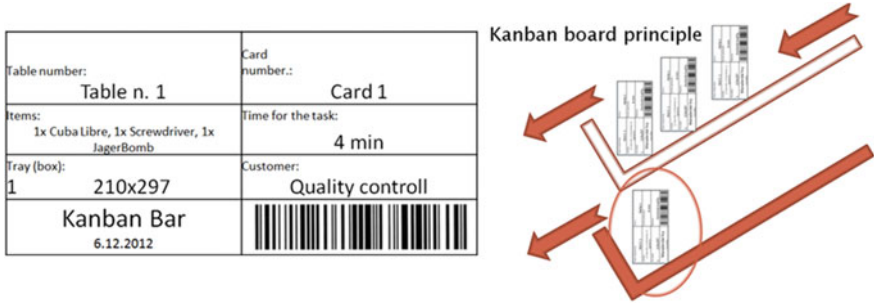 Table number:
Table n. 1
Card
number.:
Card 1
Items:
1x Cuba Libre, 1x Screwdriver, 1x
JagerBomb
Time for the task:
4 min
Tray (box):
1 210x297
Customer:
Quality controll
Kanban Bar
6.12.2012
Kanban board principle